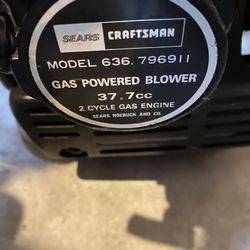 SEARS CRAFTSMAN
MODEL 636.796911
GAS POWERED BLOWER
37.7cc
2 CYCLE GAS ENGINE
SEARS ROEBUCK AND CO.